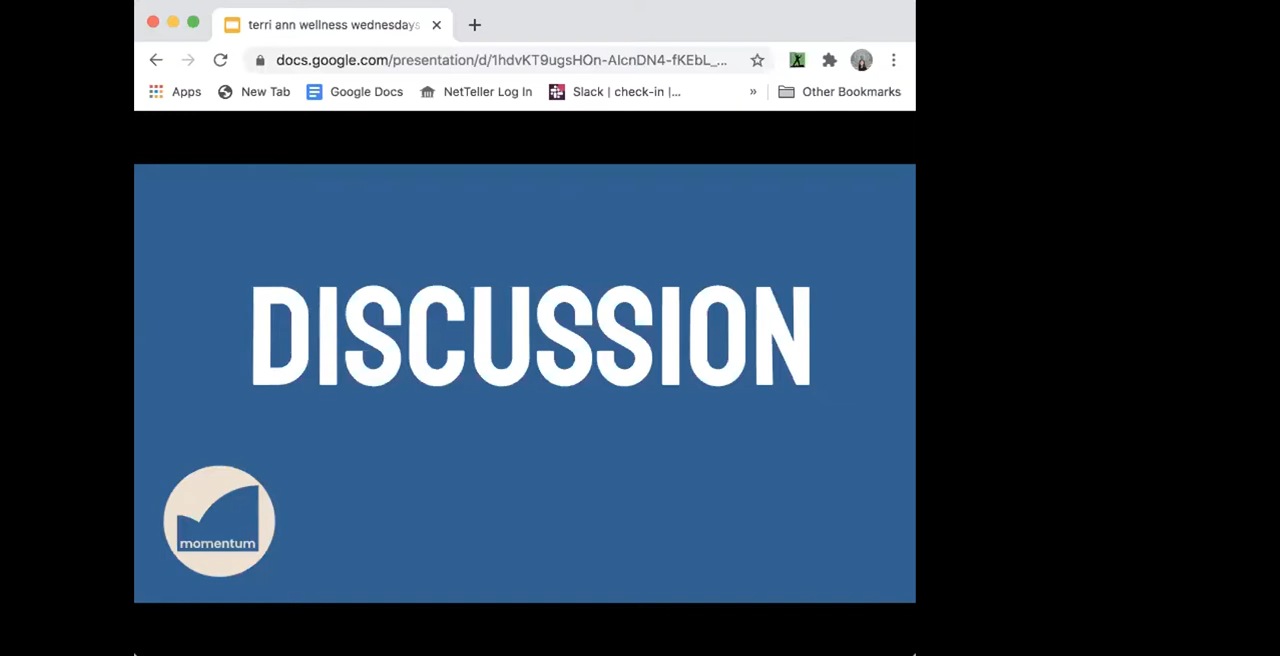 terri ann wellness wednesdays
docs.google.com/presentation/d/1hdvKT9ugsHOn-AIcnDN4-fKEbL_...
Apps New Tab Google Docs NetTeller Log In Slack | check-in |... » Other Bookmarks
DISCUSSION
momentum